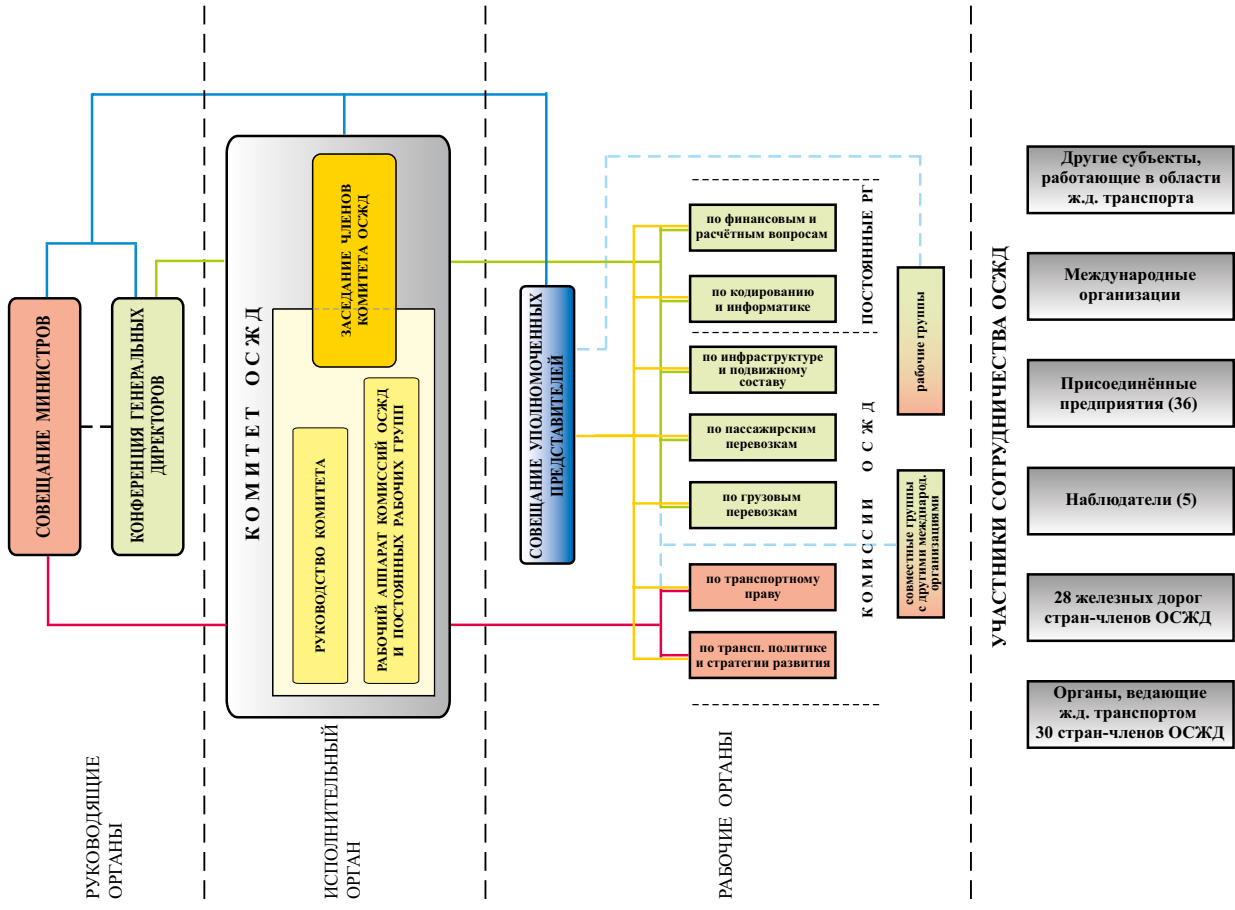 РУКОВОДЯЩИЕ
ОРГАНЫ
СОВЕЩАНИЕ МИНИСТРОВ
КОНФЕРЕНЦИЯ ГЕНЕРАЛЬНЫХ
ДИРЕКТОРОВ
ИСПОЛНИТЕЛЬНЫЙ
ОРГАН
КОМИТЕТ ОСЖД
РУКОВОДСТВО КОМИТЕТА
РАБОЧИЙ АППАРАТ КОМИССИЙ ОСЖД
И ПОСТОЯННЫХ РАБОЧИХ ГРУПП
ЗАСЕДАНИЕ ЧЛЕНОВ
КОМИТЕТА ОСЖД
СОВЕЩАНИЕ УПОЛНОМОЧЕННЫХ
ПРЕДСТАВИТЕЛЕЙ
РАБОЧИЕ ОРГАНЫ
по финансовым и
расчётным вопросам
по кодированию
и информатике
по инфраструктуре
и подвижному
составу
по пассажирским
перевозкам
по грузовым
перевозкам
по транспортному
праву
по трансп. политике
и стратегии развития
КОМИССИИ ОСЖД
ПОСТОЯННЫЕ РГ
совместные группы
с другими международ.
организациями
рабочие группы
УЧАСТНИКИ СОТРУДНИЧЕСТВА ОСЖД
Другие субъекты,
работающие в области
ж.д. транспорта
Международные
организации
Присоединённые
предприятия (36)
Наблюдатели (5)
28 железных дорог
стран-членов ОСЖД
Органы, ведающие
ж.д. транспортом
30 стран-членов ОСЖД